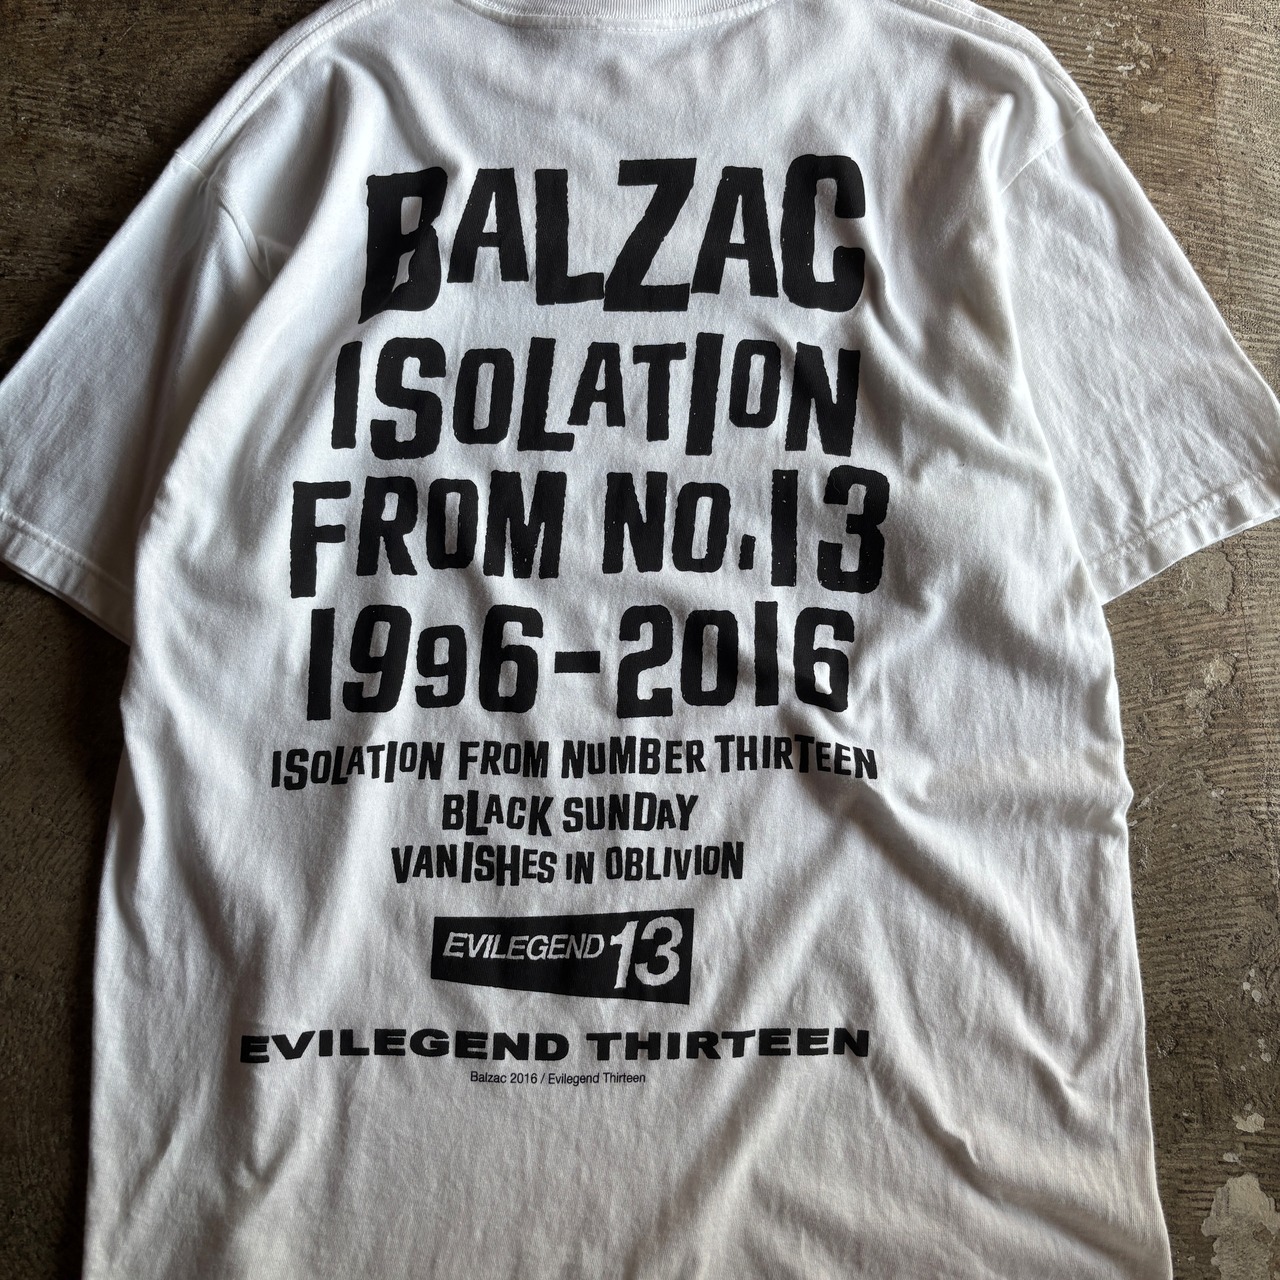 BALZAC
ISOLATION
FROM NO.13
1996-2016
ISOLATION FROM NUMBER THIRTEEN
BLACK SUNDAY
VANISHES IN OBLIVION
EVILEGEND 13
EVILEGEND THIRTEEN
Balzac 2016 / Evilegend Thirteen